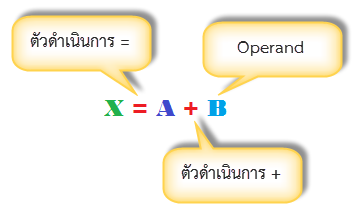 ตัวดำเนินการ =
Operand
X = A + B
ตัวดำเนินการ +